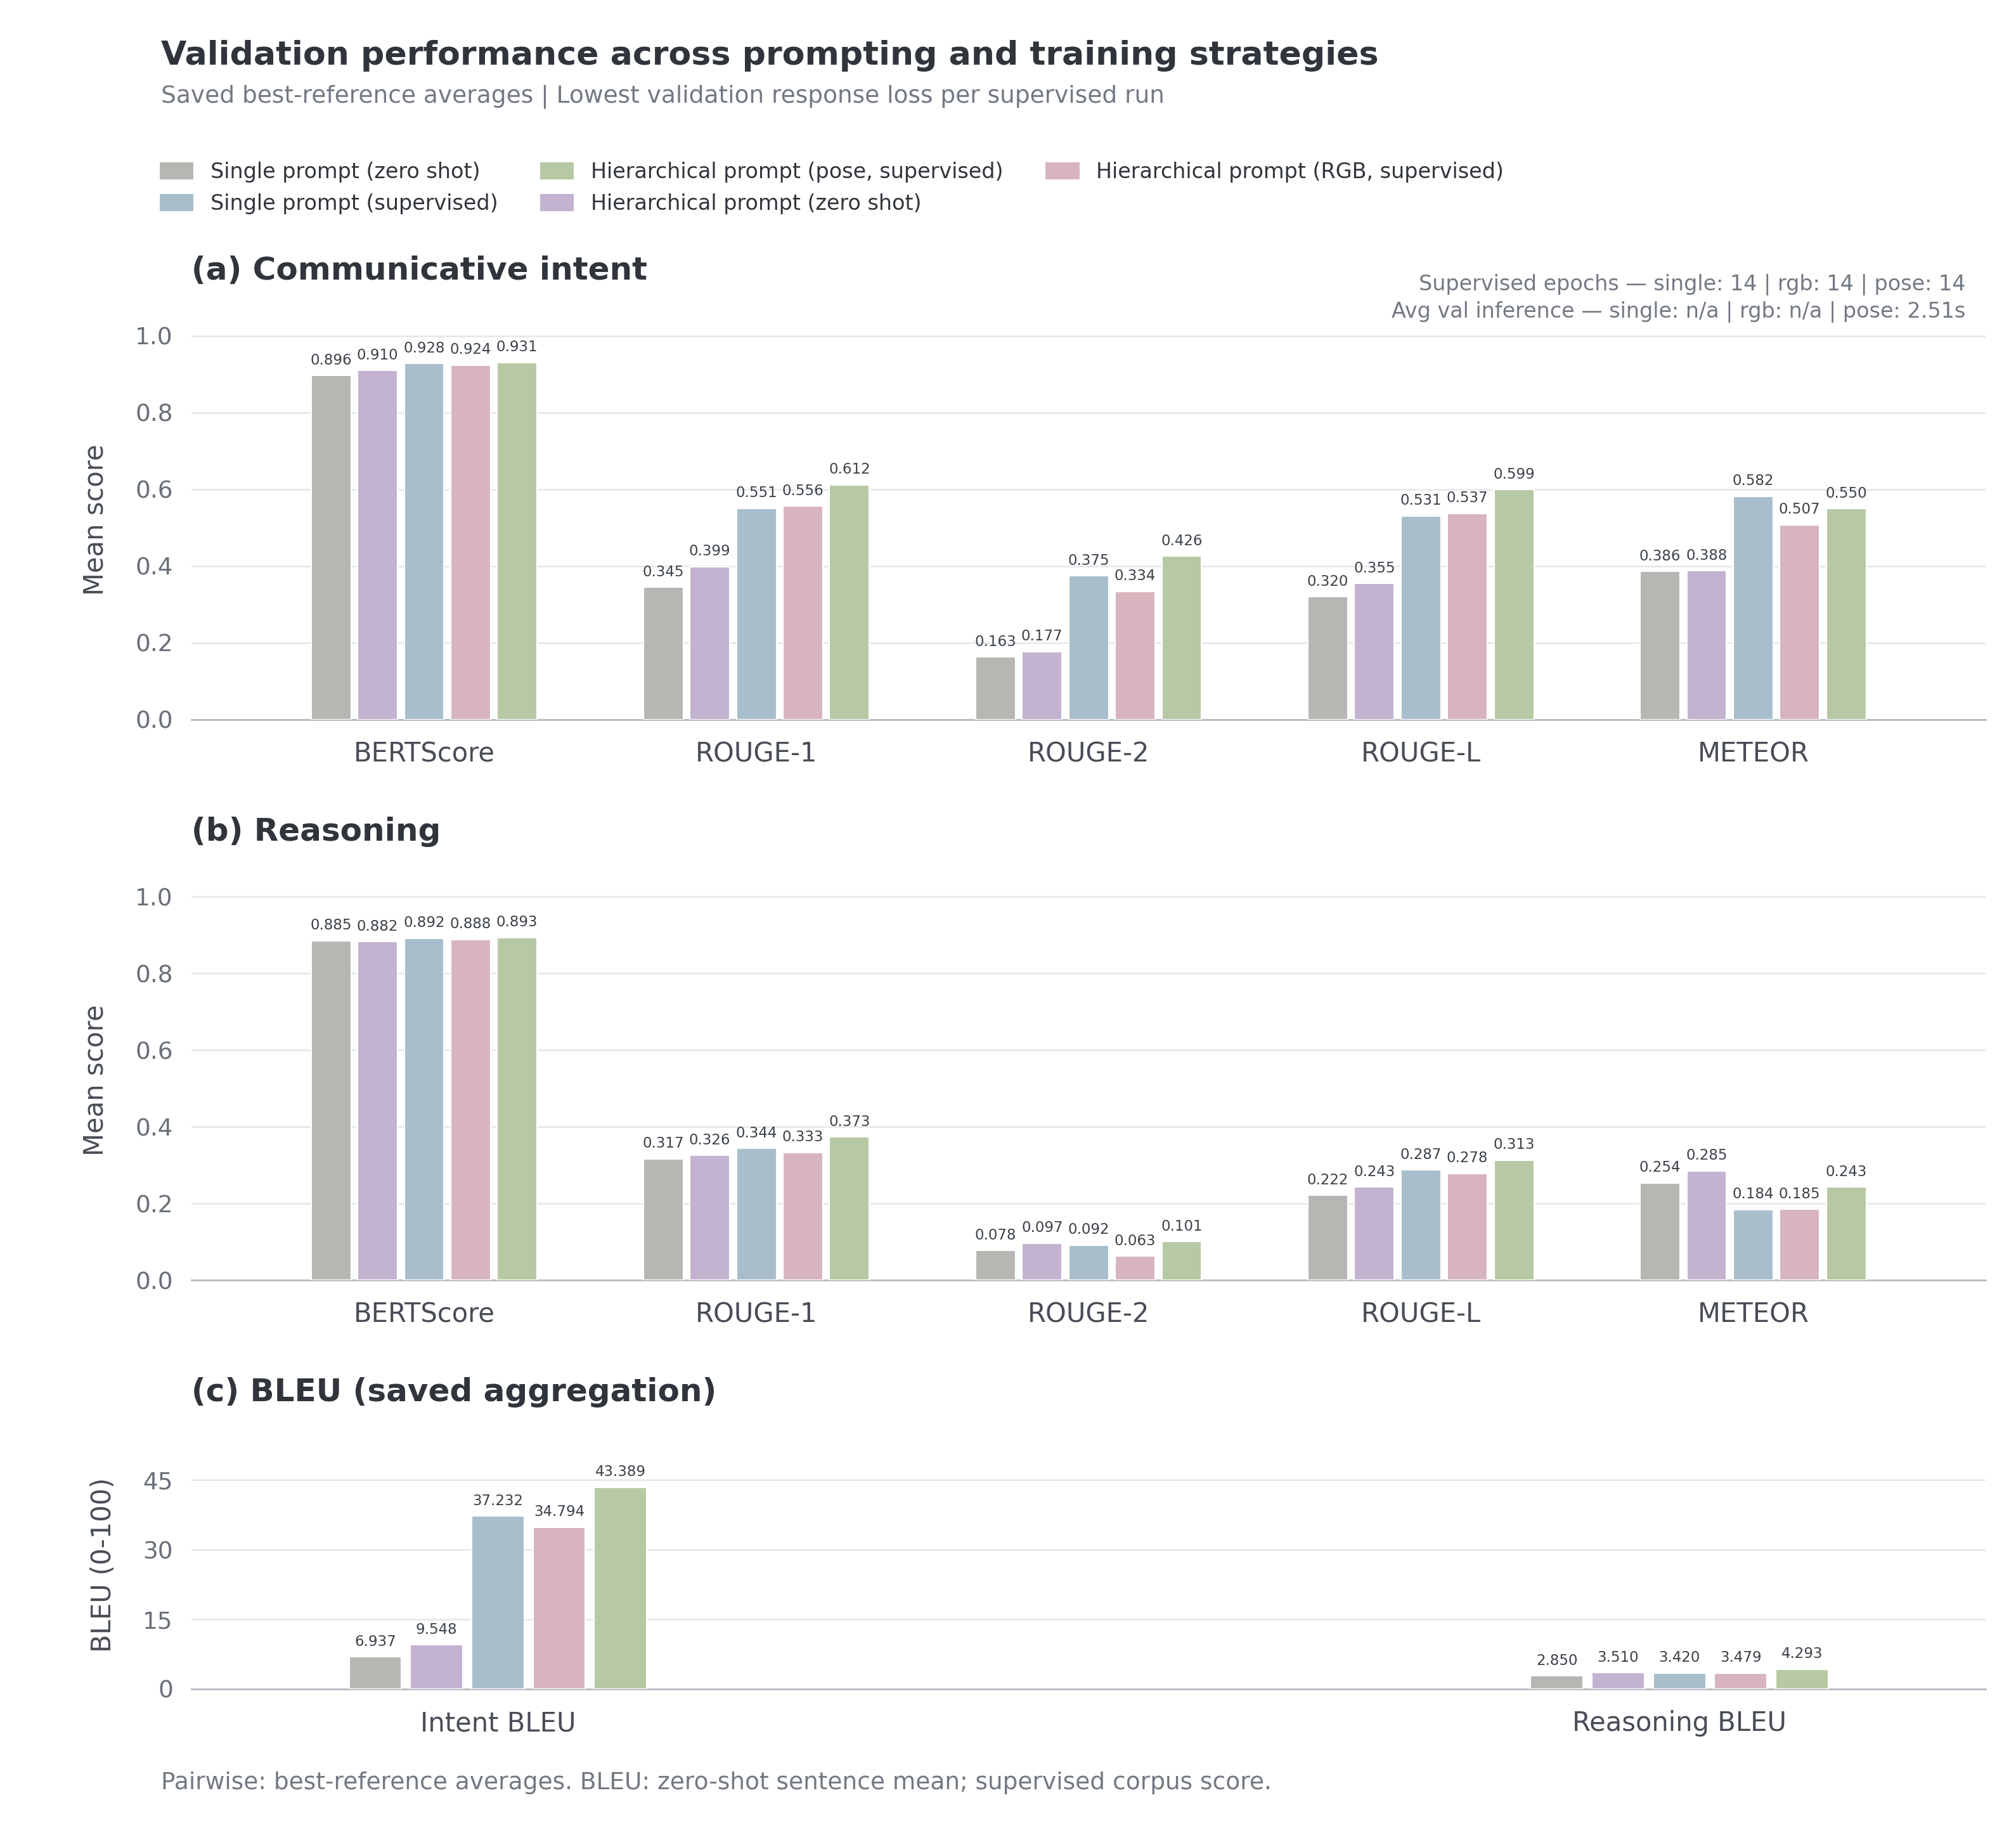 Validation performance across prompting and training strategies
Saved best-reference averages | Lowest validation response loss per supervised run
Single prompt (zero shot)
Single prompt (supervised)
Hierarchical prompt (pose, supervised)
Hierarchical prompt (zero shot)
Hierarchical prompt (RGB, supervised)
(a) Communicative intent
Supervised epochs — single: 14 | rgb: 14 | pose: 14
Avg val inference — single: n/a | rgb: n/a | pose: 2.51s
Mean score
1.0
0.8
0.6
0.4
0.2
0.0
0.896 0.910 0.928 0.924 0.931
0.345 0.399 0.551 0.556 0.612
0.163 0.177 0.375 0.334 0.426
0.320 0.355 0.531 0.537 0.599
0.386 0.388 0.582 0.507 0.550
BERTScore ROUGE-1 ROUGE-2 ROUGE-L METEOR
(b) Reasoning
Mean score
1.0
0.8
0.6
0.4
0.2
0.0
0.885 0.882 0.892 0.888 0.893
0.317 0.326 0.344 0.333 0.373
0.078 0.097 0.092 0.063 0.101
0.222 0.243 0.287 0.278 0.313
0.254 0.285 0.184 0.185 0.243
BERTScore ROUGE-1 ROUGE-2 ROUGE-L METEOR
(c) BLEU (saved aggregation)
BLEU (0-100)
45
30
15
0
6.937 9.548 37.232 34.794 43.389
2.850 3.510 3.420 3.479 4.293
Intent BLEU Reasoning BLEU
Pairwise: best-reference averages. BLEU: zero-shot sentence mean; supervised corpus score.